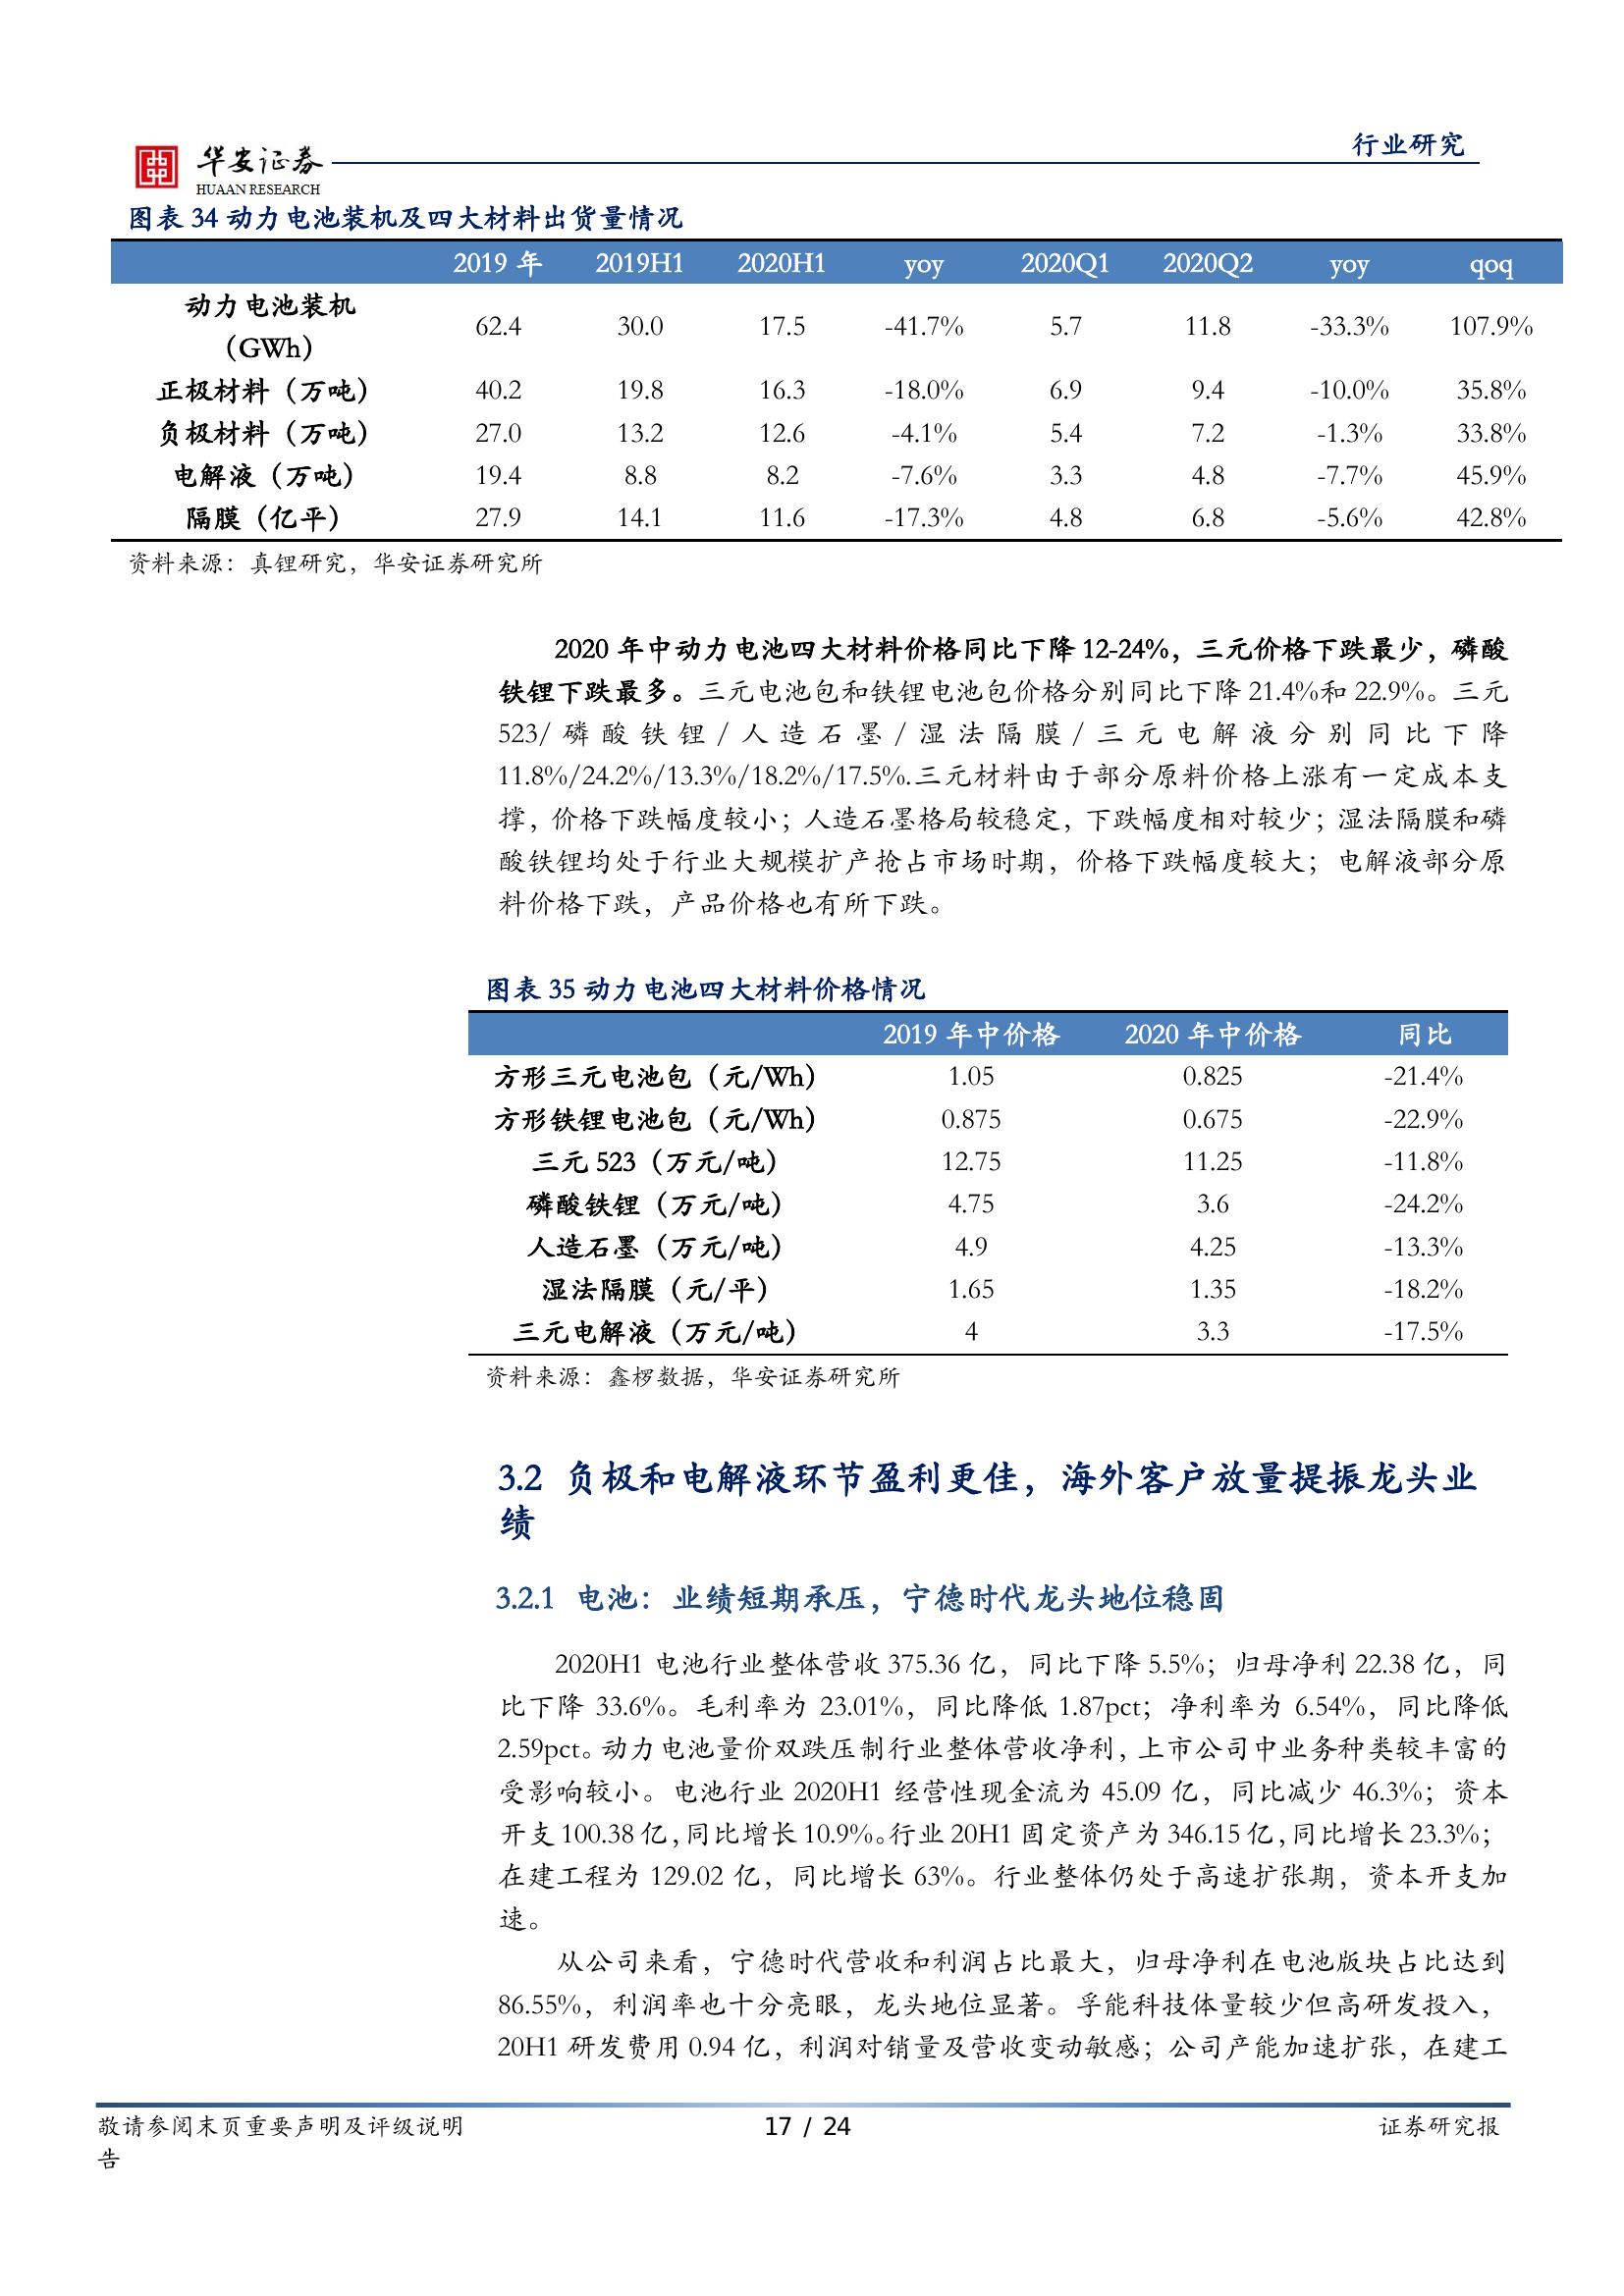 行业研究
华安证券
HUAAN RESEARCH
图表 34 动力电池装机及四大材料出货量情况
2019 年 2019H1 2020H1 yoy 2020Q1 2020Q2 yoy qoq
动力电池装机
（GWh） 62.4 30.0 17.5 -41.7% 5.7 11.8 -33.3% 107.9%
正极材料（万吨） 40.2 19.8 16.3 -18.0% 6.9 9.4 -10.0% 35.8%
负极材料（万吨） 27.0 13.2 12.6 -4.1% 5.4 7.2 -1.3% 33.8%
电解液（万吨） 19.4 8.8 8.2 -7.6% 3.3 4.8 -7.7% 45.9%
隔膜（亿平） 27.9 14.1 11.6 -17.3% 4.8 6.8 -5.6% 42.8%
资料来源：真锂研究，华安证券研究所
2020 年中动力电池四大材料价格同比下降 12-24%，三元价格下跌最少，磷酸
铁锂下跌最多。三元电池包和铁锂电池包价格分别同比下降 21.4%和 22.9%。三元
523/磷酸铁锂/人造石墨/湿法隔膜/三元电解液分别同比下降
11.8%/24.2%/13.3%/18.2%/17.5%.三元材料由于部分原料价格上涨有一定成本支
撑，价格下跌幅度较小；人造石墨格局较稳定，下跌幅度相对较少；湿法隔膜和磷
酸铁锂均处于行业大规模扩产抢占市场时期，价格下跌幅度较大；电解液部分原
料价格下跌，产品价格也有所下跌。
图表 35 动力电池四大材料价格情况
2019 年中价格 2020 年中价格 同比
方形三元电池包（元/Wh） 1.05 0.825 -21.4%
方形铁锂电池包（元/Wh） 0.875 0.675 -22.9%
三元 523（万元/吨） 12.75 11.25 -11.8%
磷酸铁锂（万元/吨） 4.75 3.6 -24.2%
人造石墨（万元/吨） 4.9 4.25 -13.3%
湿法隔膜（元/平） 1.65 1.35 -18.2%
三元电解液（万元/吨） 4 3.3 -17.5%
资料来源：鑫椤数据，华安证券研究所
3.2 负极和电解液环节盈利更佳，海外客户放量提振龙头业
绩
3.2.1 电池：业绩短期承压，宁德时代龙头地位稳固
2020H1 电池行业整体营收 375.36 亿，同比下降 5.5%；归母净利 22.38 亿，同
比下降 33.6%。毛利率为 23.01%，同比降低 1.87pct；净利率为 6.54%，同比降低
2.59pct。动力电池量价双跌压制行业整体营收净利，上市公司中业务种类较丰富的
受影响较小。电池行业 2020H1 经营性现金流为 45.09 亿，同比减少 46.3%；资本
开支 100.38 亿，同比增长 10.9%。行业 20H1 固定资产为 346.15 亿，同比增长 23.3%；
在建工程为 129.02 亿，同比增长 63%。行业整体仍处于高速扩张期，资本开支加
速。
从公司来看，宁德时代营收和利润占比最大，归母净利在电池版块占比达到
86.55%，利润率也十分亮眼，龙头地位显著。孚能科技体量较少但高研发投入，
20H1 研发费用 0.94 亿，利润对销量及营收变动敏感；公司产能加速扩张，在建工
敬请参阅末页重要声明及评级说明 17 / 24 证券研究报
告